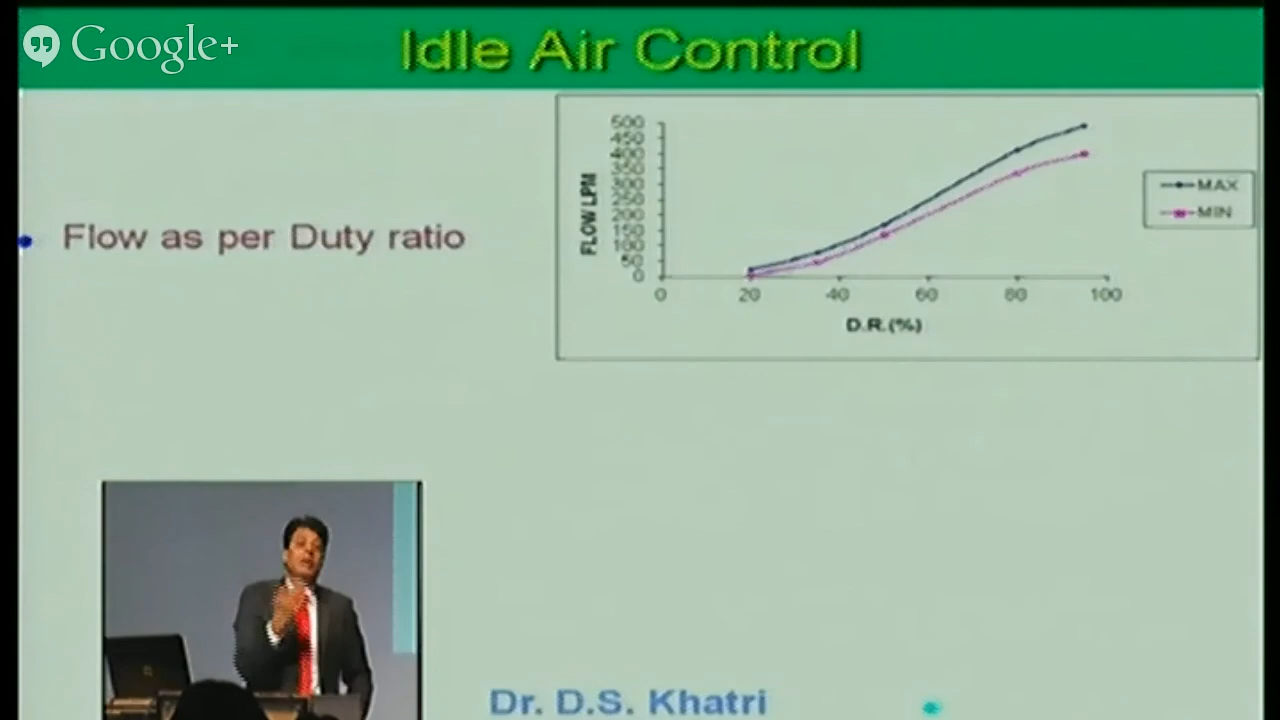 Google+
Idle Air Control
Flow as per Duty ratio
FLOW LPM
500
450
400
350
300
250
200
150
100
50
0
0 20 40 60 80 100
D.R.(%)
MAX
MIN
Dr. D.S. Khatri